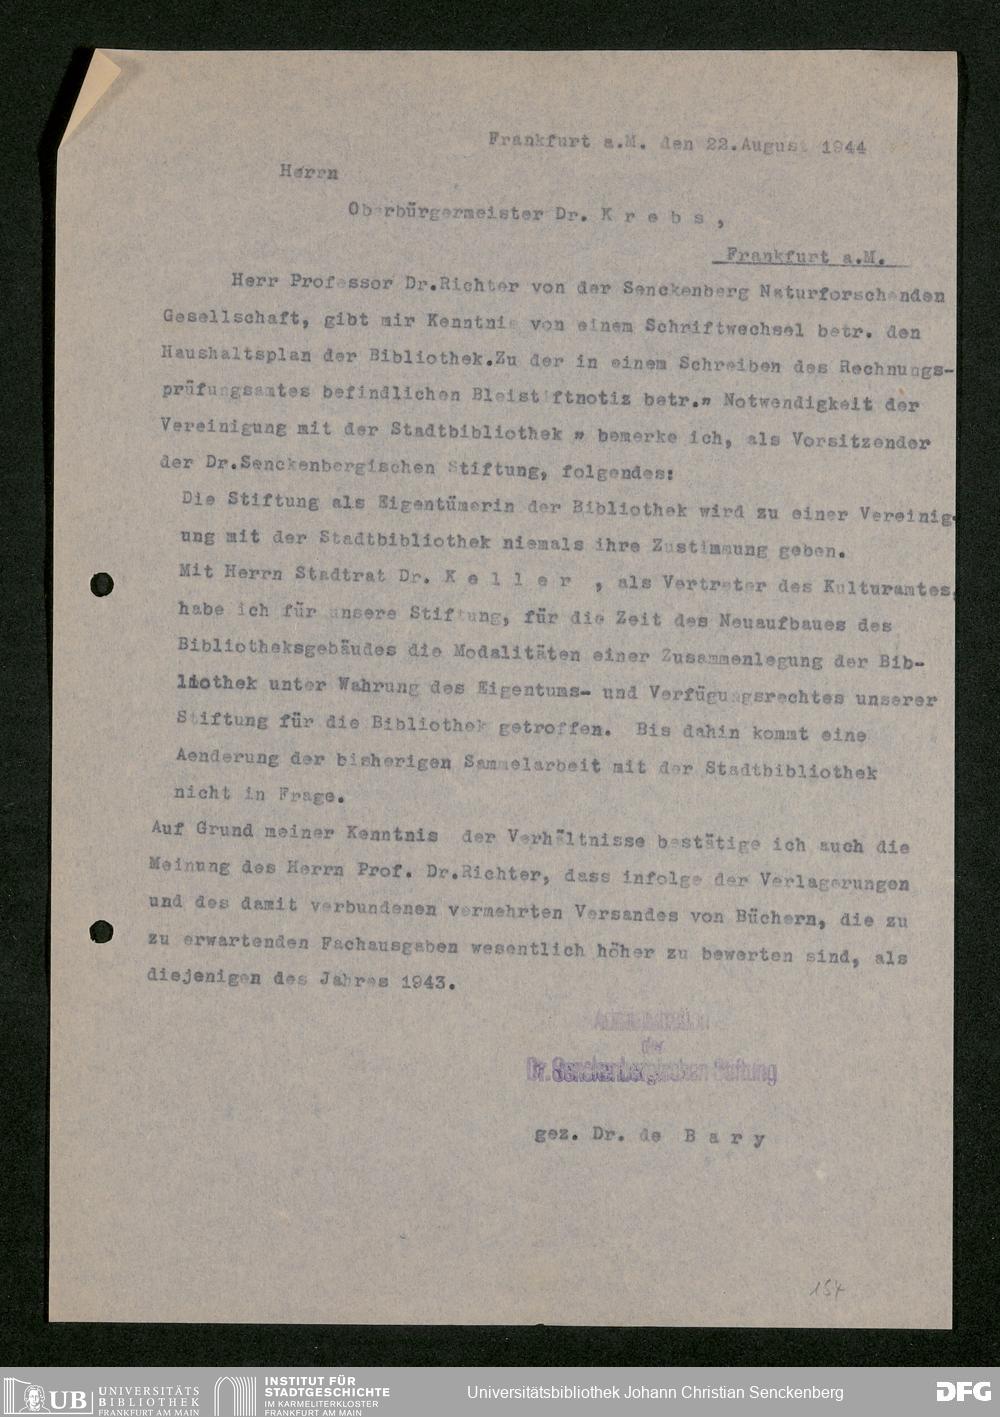 Frankfurt a.M. den 22.August 1944
Herrn
Oberbürgermeister Dr. K r e b s ,
Frankfurt a.M.
Herr Professor Dr.Richter von der Senckenberg Naturforschenden
Gesellschaft, gibt mir Kenntnis von einem Schriftwechsel betr. den
Haushaltsplan der Bibliothek.Zu der in einem Schreiben des Rechnungs-
prüfungsamtes befindlichen Bleistiftnotiz betr.„ Notwendigkeit der
Vereinigung mit der Stadtbibliothek „ bemerke ich, als Vorsitzender
der Dr.Senckenbergischen Stiftung, folgendes:
Die Stiftung als Eigentümerin der Bibliothek wird zu einer Vereinig-
ung mit der Stadtbibliothek niemals ihre Zustimmung geben.
Mit Herrn Stadtrat Dr. K e l l e r , als Vertreter des Kulturamtes,
habe ich für unsere Stiftung, für die Zeit des Neuaufbaues des
Bibliotheksgebäudes die Modalitäten einer Zusammenlegung der Bib-
liothek unter Wahrung des Eigentums- und Verfügungsrechtes unserer
Stiftung für die Bibliothek getroffen. Bis dahin kommt eine
Aenderung der bisherigen Sammelarbeit mit der Stadtbibliothek
nicht in Frage.
Auf Grund meiner Kenntnis der Verhältnisse bestätige ich auch die
Meinung des Herrn Prof. Dr.Richter, dass infolge der Verlagerungen
und des damit verbundenen vermehrten Versandes von Büchern, die zu
zu erwartenden Fachausgaben wesentlich höher zu bewerten sind, als
diejenigen des Jahres 1943.
der
Dr. Senckenbergischen Stiftung
gez. Dr. de B a r y
157
UB UNIVERSITÄTS
BIBLIOTHEK
FRANKFURT AM MAIN
INSTITUT FÜR
STADTGESCHICHTE
IM KARMELITERKLOSTER
FRANKFURT AM MAIN
Universitätsbibliothek Johann Christian Senckenberg
DFG